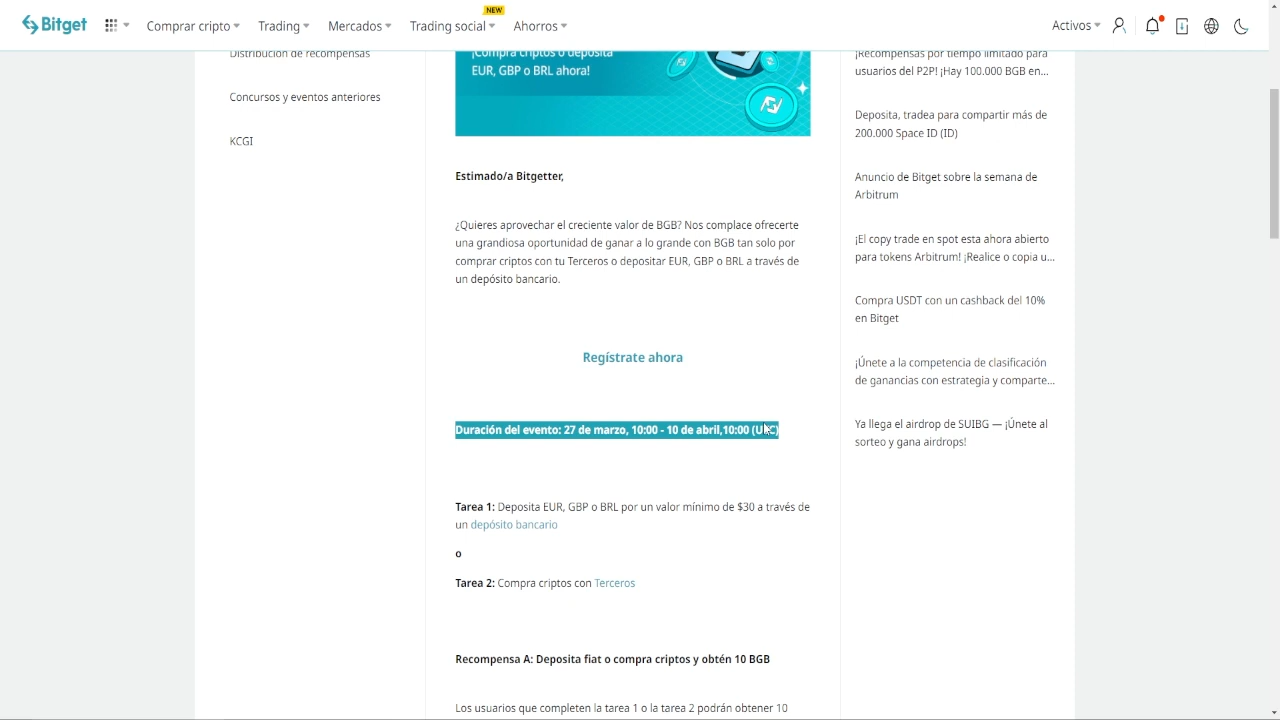 Bitget
Comprar cripto
Trading
Mercados
Trading social
NEW
Ahorros
Activos
Distribución de recompensas
Concursos y eventos anteriores
KCGI
¡Compra criptos o deposita
EUR, GBP o BRL ahora!
Estimado/a Bitgetter,
¿Quieres aprovechar el creciente valor de BGB? Nos complace ofrecerte
una grandiosa oportunidad de ganar a lo grande con BGB tan solo por
comprar criptos con tu Terceros o depositar EUR, GBP o BRL a través de
un depósito bancario.
Regístrate ahora
Duración del evento: 27 de marzo, 10:00 - 10 de abril,10:00 (UTC)
Tarea 1: Deposita EUR, GBP o BRL por un valor mínimo de $30 a través de
un depósito bancario
o
Tarea 2: Compra criptos con Terceros
Recompensa A: Deposita fiat o compra criptos y obtén 10 BGB
Los usuarios que completen la tarea 1 o la tarea 2 podrán obtener 10
¡Recompensas por tiempo limitado para
usuarios del P2P! ¡Hay 100.000 BGB en...
Deposita, tradea para compartir más de
200.000 Space ID (ID)
Anuncio de Bitget sobre la semana de
Arbitrum
¡El copy trade en spot esta ahora abierto
para tokens Arbitrum! ¡Realice o copia u...
Compra USDT con un cashback del 10%
en Bitget
¡Únete a la competencia de clasificación
de ganancias con estrategia y comparte...
Ya llega el airdrop de SUIBG — ¡Únete al
sorteo y gana airdrops!